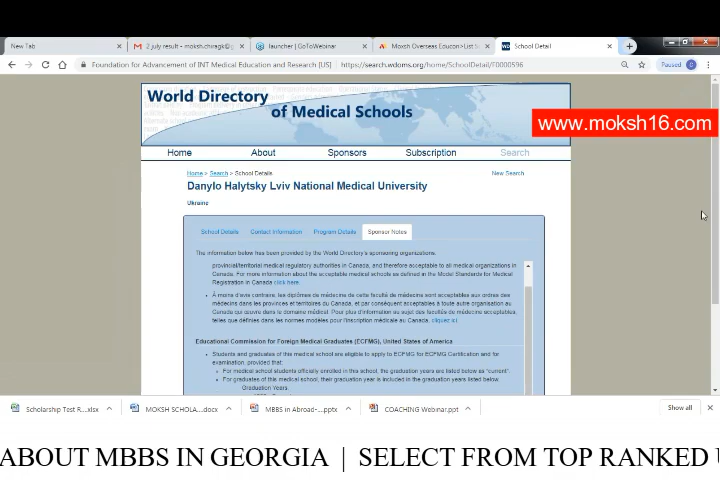 New Tab
2 july result - moksh.chiragk@g
launcher | GoToWebinar
Moksh Overseas Educon>List S
School Detail
Foundation for Advancement of INT Medical Education and Research [US] | https://search.wdoms.org/home/SchoolDetail/F0000596
Paused
World Directory
of Medical Schools
www.moksh16.com
Home About Sponsors Subscription Search
Home > Search > School Details
New Search
Danylo Halytsky Lviv National Medical University
Ukraine
School Details Contact Information Program Details Sponsor Notes
The information below has been provided by the World Directory's sponsoring organizations.
provincial/territorial medical regulatory authorities in Canada, and therefore acceptable to all medical organizations in
Canada. For more information about the acceptable medical schools as defined in the Model Standards for Medical
Registration in Canada click here.
• À moins d'avis contraire, les diplômes de médecine de cette faculté de médecine sont acceptables aux ordres des
médecins dans les provinces et territoires du Canada, et par conséquent acceptables à toute autre organisation au
Canada qui œuvre dans le domaine médical. Pour plus d'information au sujet des facultés de médecine acceptables,
telles que définies dans les normes modèles pour l'inscription médicale au Canada, cliquez ici.
Educational Commission for Foreign Medical Graduates (ECFMG), United States of America
• Students and graduates of this medical school are eligible to apply to ECFMG for ECFMG Certification and for
examination, provided that:
• For medical school students officially enrolled in this school, the graduation years are listed below as "current".
• For graduates of this medical school, their graduation year is included in the graduation years listed below.
Graduation Years:
Scholarship Test R....xlsx
MOKSH SCHOLA....docx
MBBS in Abroad-...pptx
COACHING Webinar.ppt
Show all
ABOUT MBBS IN GEORGIA | SELECT FROM TOP RANKED